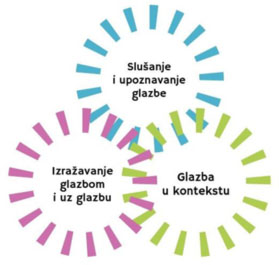 Slušanje
i upoznavanje
glazbe
Izražavanje
glazbom
i uz glazbu
Glazba
u kontekstu